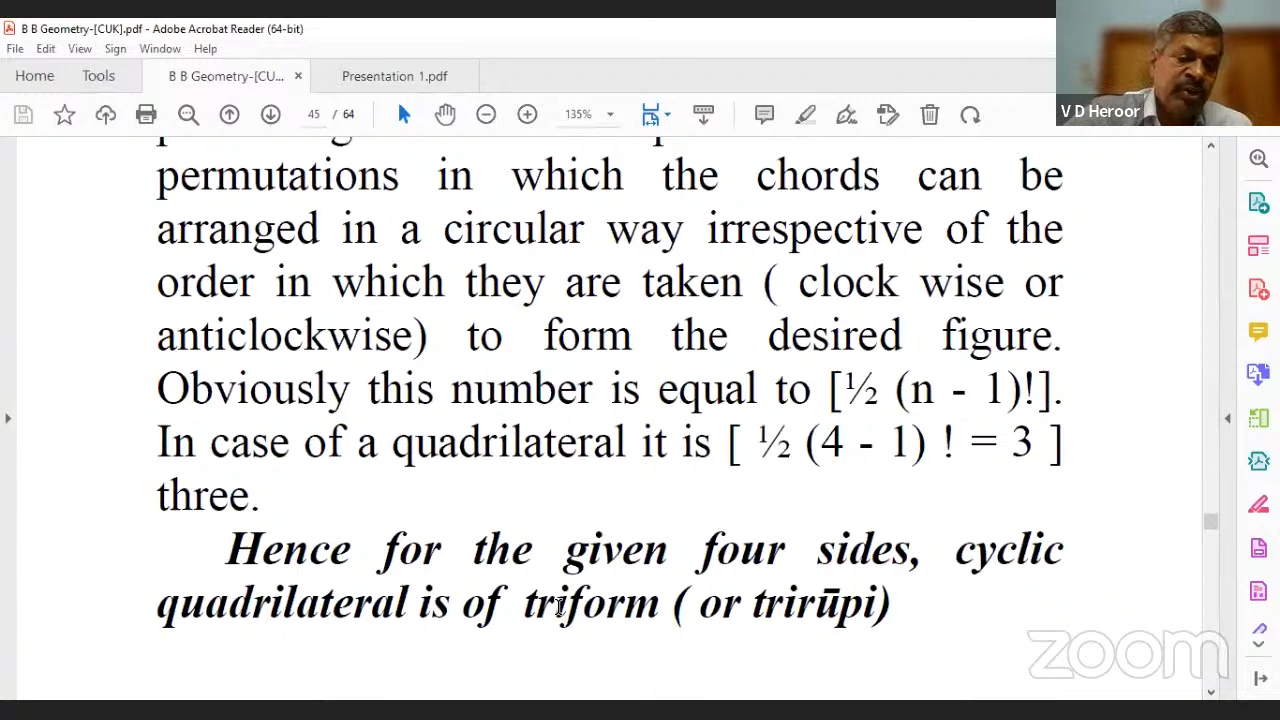 B B Geometry-[CUK].pdf - Adobe Acrobat Reader (64-bit)
File Edit View Sign Window Help
Home Tools B B Geometry-[CU... × Presentation 1.pdf
45 / 64 135%
V D Heroor
permutations in which the chords can be
arranged in a circular way irrespective of the
order in which they are taken ( clock wise or
anticlockwise) to form the desired figure.
Obviously this number is equal to [½ (n - 1)!].
In case of a quadrilateral it is [ ½ (4 - 1) ! = 3 ]
three.
Hence for the given four sides, cyclic
quadrilateral is of triform ( or trirūpi)
zoom